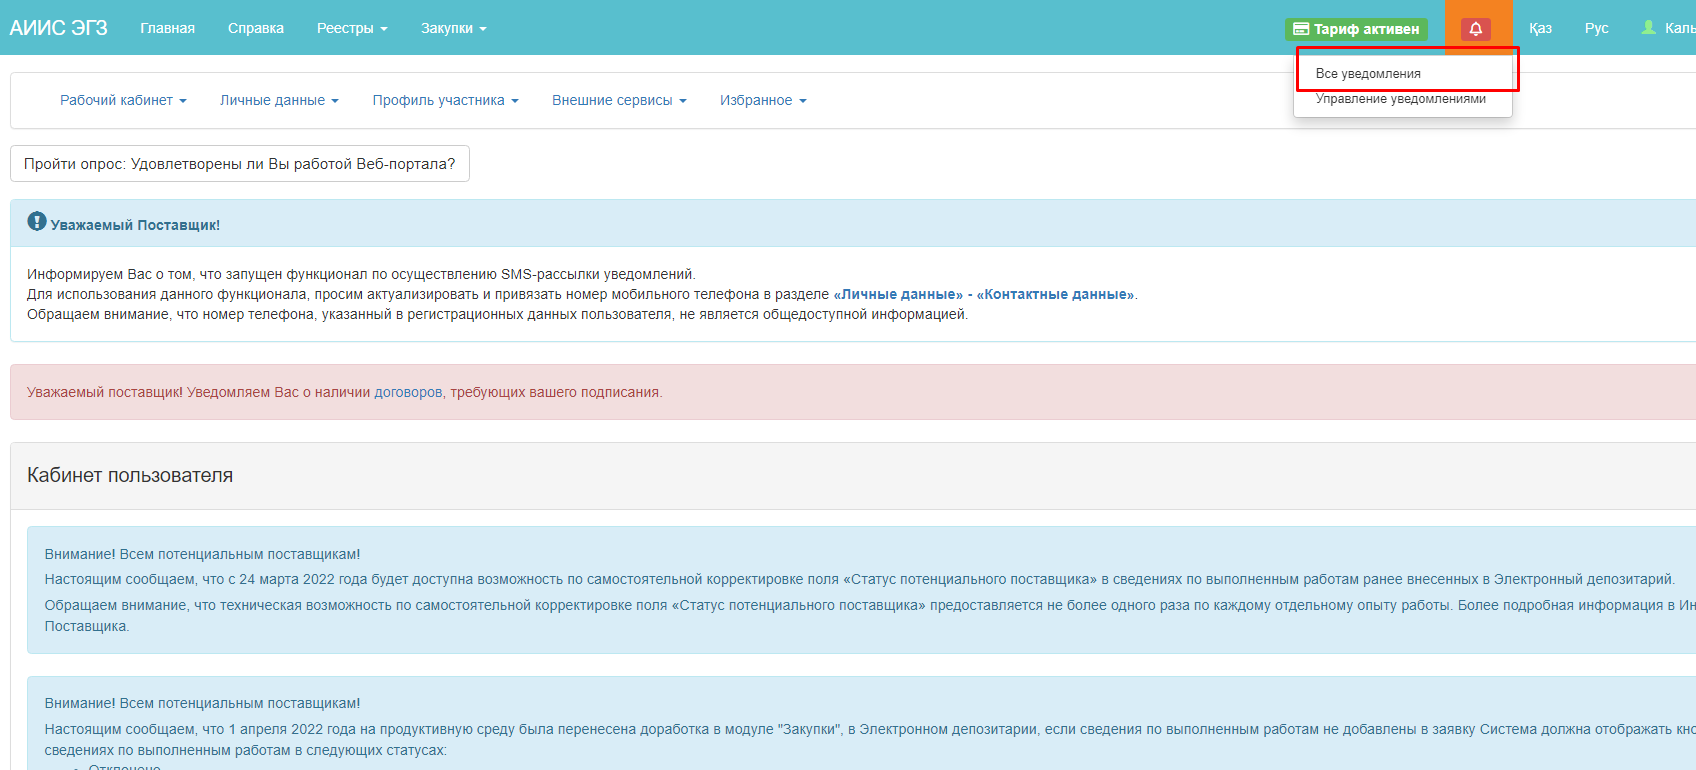 АИИС ЭГЗ Главная Справка Реестры Закупки Тариф активен Қаз Рус
Все уведомления
Управление уведомлениями
Рабочий кабинет Личные данные Профиль участника Внешние сервисы Избранное
Пройти опрос: Удовлетворены ли Вы работой Веб-портала?
Уважаемый Поставщик!
Информируем Вас о том, что запущен функционал по осуществлению SMS-рассылки уведомлений.
Для использования данного функционала, просим актуализировать и привязать номер мобильного телефона в разделе «Личные данные» - «Контактные данные».
Обращаем внимание, что номер телефона, указанный в регистрационных данных пользователя, не является общедоступной информацией.
Уважаемый поставщик! Уведомляем Вас о наличии договоров, требующих вашего подписания.
Кабинет пользователя
Внимание! Всем потенциальным поставщикам!
Настоящим сообщаем, что с 24 марта 2022 года будет доступна возможность по самостоятельной корректировке поля «Статус потенциального поставщика» в сведениях по выполненным работам ранее внесенных в Электронный депозитарий.
Обращаем внимание, что техническая возможность по самостоятельной корректировке поля «Статус потенциального поставщика» предоставляется не более одного раза по каждому отдельному опыту работы. Более подробная информация в
Поставщика.
Внимание! Всем потенциальным поставщикам!
Настоящим сообщаем, что 1 апреля 2022 года на продуктивную среду была перенесена доработка в модуле "Закупки", в Электронном депозитарии, если сведения по выполненным работам не добавлены в заявку Система должна отображать
сведениях по выполненным работам в следующих статусах: